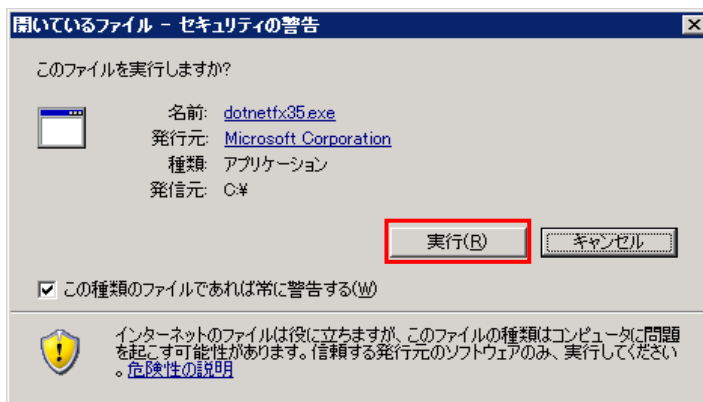 開いているファイル - セキュリティの警告
このファイルを実行しますか?
名前: dotnetfx35.exe
発行元: Microsoft Corporation
種類: アプリケーション
発信元: C:¥
実行(R)
キャンセル
この種類のファイルであれば常に警告する(W)
インターネットのファイルは役に立ちますが、このファイルの種類はコンピュータに問題
を起こす可能性があります。信頼する発行元のソフトウェアのみ、実行してください
。危険性の説明